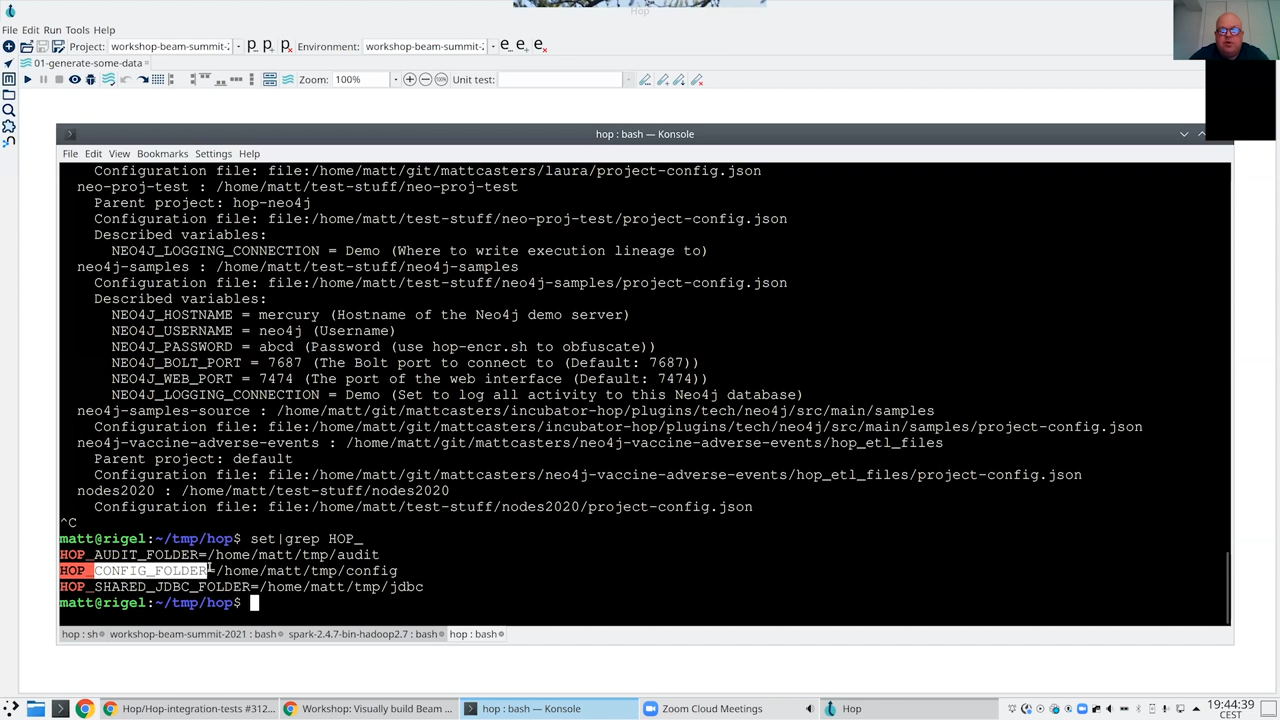 Hop
File Edit Run Tools Help
Project: workshop-beam-summit-2 Environment: workshop-beam-summit-2
01-generate-some-data
Zoom: 100% Unit test:
hop : bash — Konsole
File Edit View Bookmarks Settings Help
Configuration file: file:/home/matt/git/mattcasters/laura/project-config.json
neo-proj-test : /home/matt/test-stuff/neo-proj-test
Parent project: hop-neo4j
Configuration file: file:/home/matt/test-stuff/neo-proj-test/project-config.json
Described variables:
NEO4J_LOGGING_CONNECTION = Demo (Where to write execution lineage to)
neo4j-samples : /home/matt/test-stuff/neo4j-samples
Configuration file: file:/home/matt/test-stuff/neo4j-samples/project-config.json
Described variables:
NEO4J_HOSTNAME = mercury (Hostname of the Neo4j demo server)
NEO4J_USERNAME = neo4j (Username)
NEO4J_PASSWORD = abcd (Password (use hop-encr.sh to obfuscate))
NEO4J_BOLT_PORT = 7687 (The Bolt port to connect to (Default: 7687))
NEO4J_WEB_PORT = 7474 (The port of the web interface (Default: 7474))
NEO4J_LOGGING_CONNECTION = Demo (Set to log all activity to this Neo4j database)
neo4j-samples-source : /home/matt/git/mattcasters/incubator-hop/plugins/tech/neo4j/src/main/samples
Configuration file: file:/home/matt/git/mattcasters/incubator-hop/plugins/tech/neo4j/src/main/samples/project-config.json
neo4j-vaccine-adverse-events : /home/matt/git/mattcasters/neo4j-vaccine-adverse-events/hop_etl_files
Parent project: default
Configuration file: file:/home/matt/git/mattcasters/neo4j-vaccine-adverse-events/hop_etl_files/project-config.json
nodes2020 : /home/matt/test-stuff/nodes2020
Configuration file: file:/home/matt/test-stuff/nodes2020/project-config.json
^C
matt@rigel:~/tmp/hop$ set|grep HOP_
HOP_AUDIT_FOLDER=/home/matt/tmp/audit
HOP_CONFIG_FOLDER=/home/matt/tmp/config
HOP_SHARED_JDBC_FOLDER=/home/matt/tmp/jdbc
matt@rigel:~/tmp/hop$
hop : sh workshop-beam-summit-2021 : bash spark-2.4.7-bin-hadoop2.7 : bash hop : bash
Hop/Hop-integration-tests #312... Workshop: Visually build Beam ... hop : bash — Konsole Zoom Cloud Meetings Hop 19:44:39
CEST